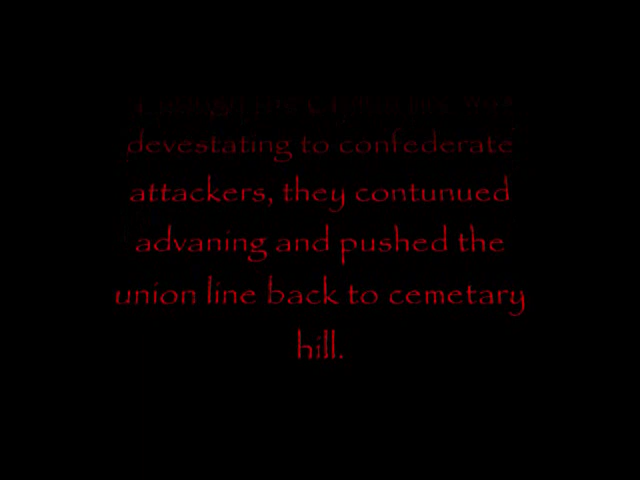 devestating to confederate
attackers, they contunued
advaning and pushed the
union line back to cemetary
hill.